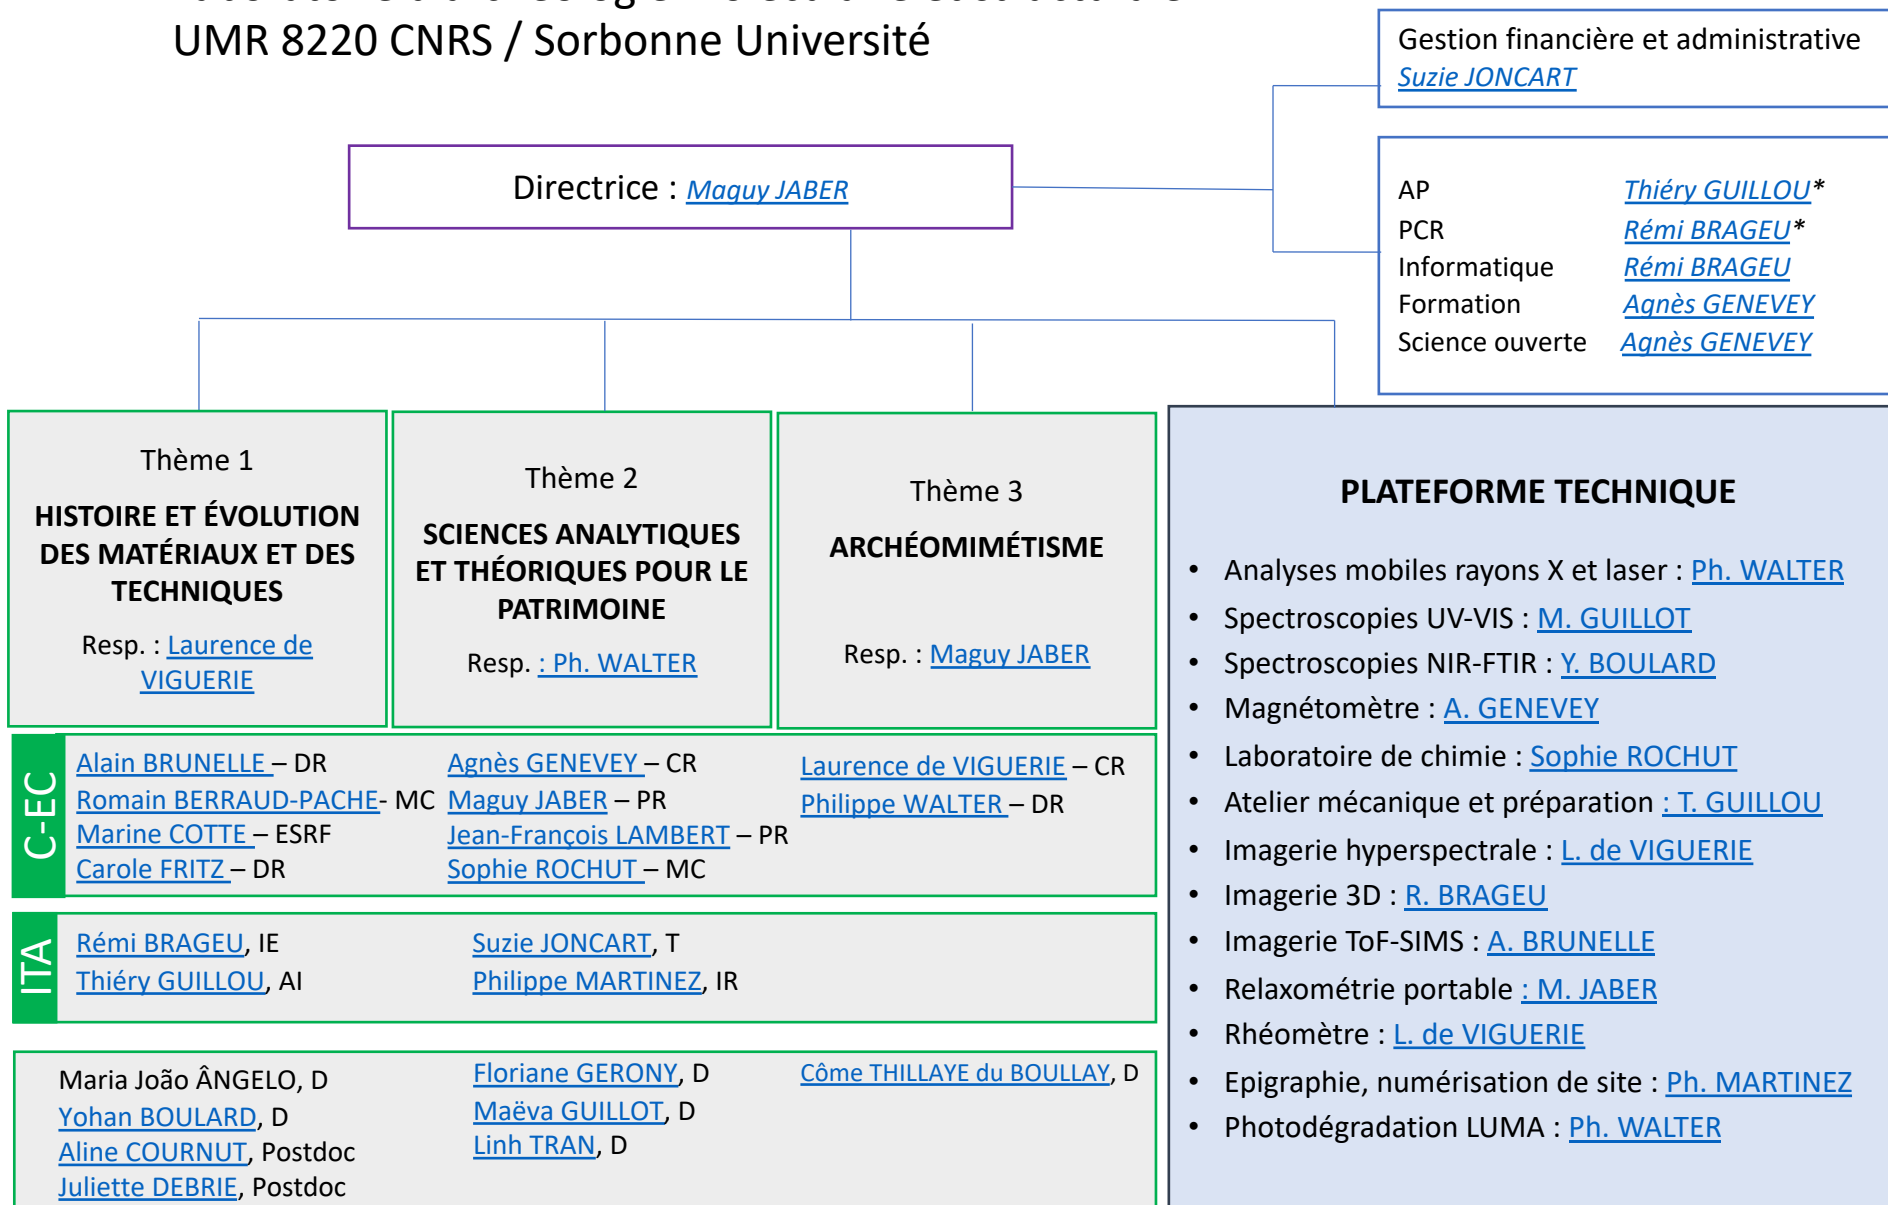 UMR 8220 CNRS / Sorbonne Université
Gestion financière et administrative
Suzie JONCART
Directrice : Maguy JABER
AP Thiéry GUILLOU*
PCR Rémi BRAGEU*
Informatique Rémi BRAGEU
Formation Agnès GENEVEY
Science ouverte Agnès GENEVEY
Thème 1
HISTOIRE ET ÉVOLUTION
DES MATÉRIAUX ET DES
TECHNIQUES
Resp. : Laurence de
VIGUERIE
Thème 2
SCIENCES ANALYTIQUES
ET THÉORIQUES POUR LE
PATRIMOINE
Resp. : Ph. WALTER
Thème 3
ARCHÉOMIMÉTISME
Resp. : Maguy JABER
PLATEFORME TECHNIQUE
• Analyses mobiles rayons X et laser : Ph. WALTER
• Spectroscopies UV-VIS : M. GUILLOT
• Spectroscopies NIR-FTIR : Y. BOULARD
• Magnétomètre : A. GENEVEY
• Laboratoire de chimie : Sophie ROCHUT
• Atelier mécanique et préparation : T. GUILLOU
• Imagerie hyperspectrale : L. de VIGUERIE
• Imagerie 3D : R. BRAGEU
• Imagerie ToF-SIMS : A. BRUNELLE
• Relaxométrie portable : M. JABER
• Rhéomètre : L. de VIGUERIE
• Epigraphie, numérisation de site : Ph. MARTINEZ
• Photodégradation LUMA : Ph. WALTER
C-EC
Alain BRUNELLE – DR
Romain BERRAUD-PACHE- MC
Marine COTTE – ESRF
Carole FRITZ – DR
Agnès GENEVEY – CR
Maguy JABER – PR
Jean-François LAMBERT – PR
Sophie ROCHUT – MC
Laurence de VIGUERIE – CR
Philippe WALTER – DR
ITA
Rémi BRAGEU, IE
Thiéry GUILLOU, AI
Suzie JONCART, T
Philippe MARTINEZ, IR
Maria João ÂNGELO, D
Yohan BOULARD, D
Aline COURNUT, Postdoc
Juliette DEBRIE, Postdoc
Floriane GERONY, D
Maëva GUILLOT, D
Linh TRAN, D
Côme THILLAYE du BOULLAY, D